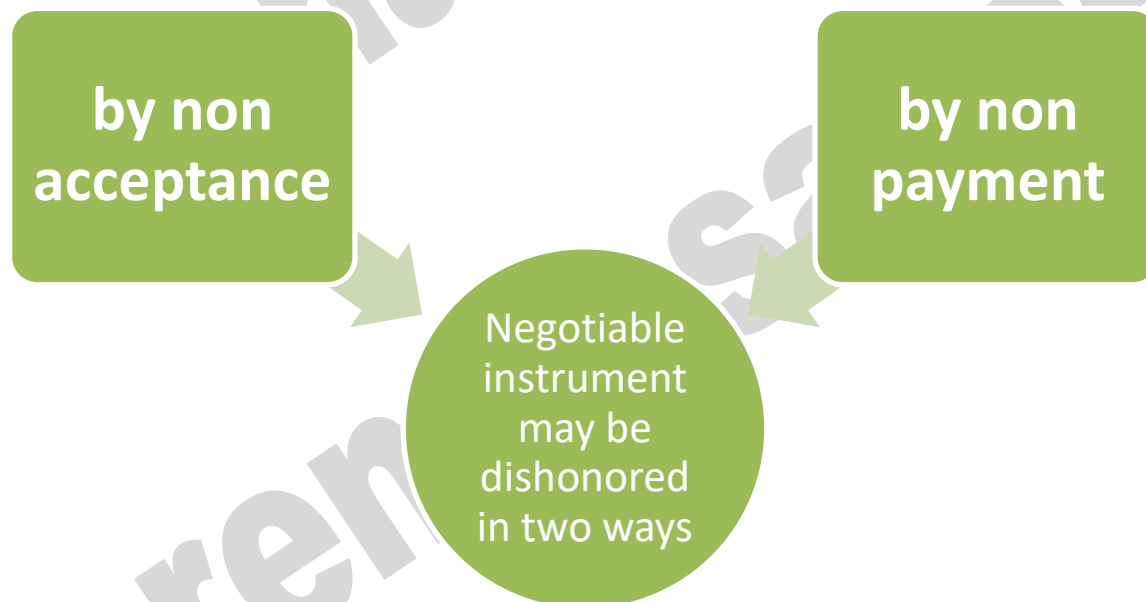 by non
acceptance
by non
payment
Negotiable
instrument
may be
dishonored
in two ways